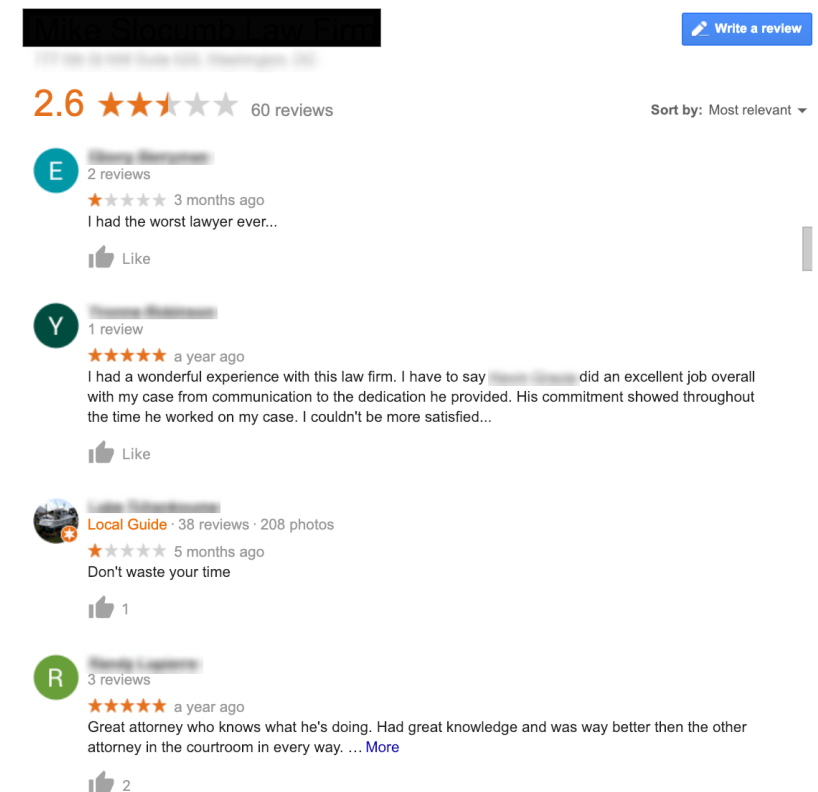 Write a review
2.6 60 reviews
Sort by: Most relevant
E
2 reviews
3 months ago
I had the worst lawyer ever...
Like
Y
1 review
a year ago
I had a wonderful experience with this law firm. I have to say did an excellent job overall
with my case from communication to the dedication he provided. His commitment showed throughout
the time he worked on my case. I couldn't be more satisfied...
Like
Local Guide · 38 reviews · 208 photos
5 months ago
Don't waste your time
1
R
3 reviews
a year ago
Great attorney who knows what he's doing. Had great knowledge and was way better then the other
attorney in the courtroom in every way. … More
2